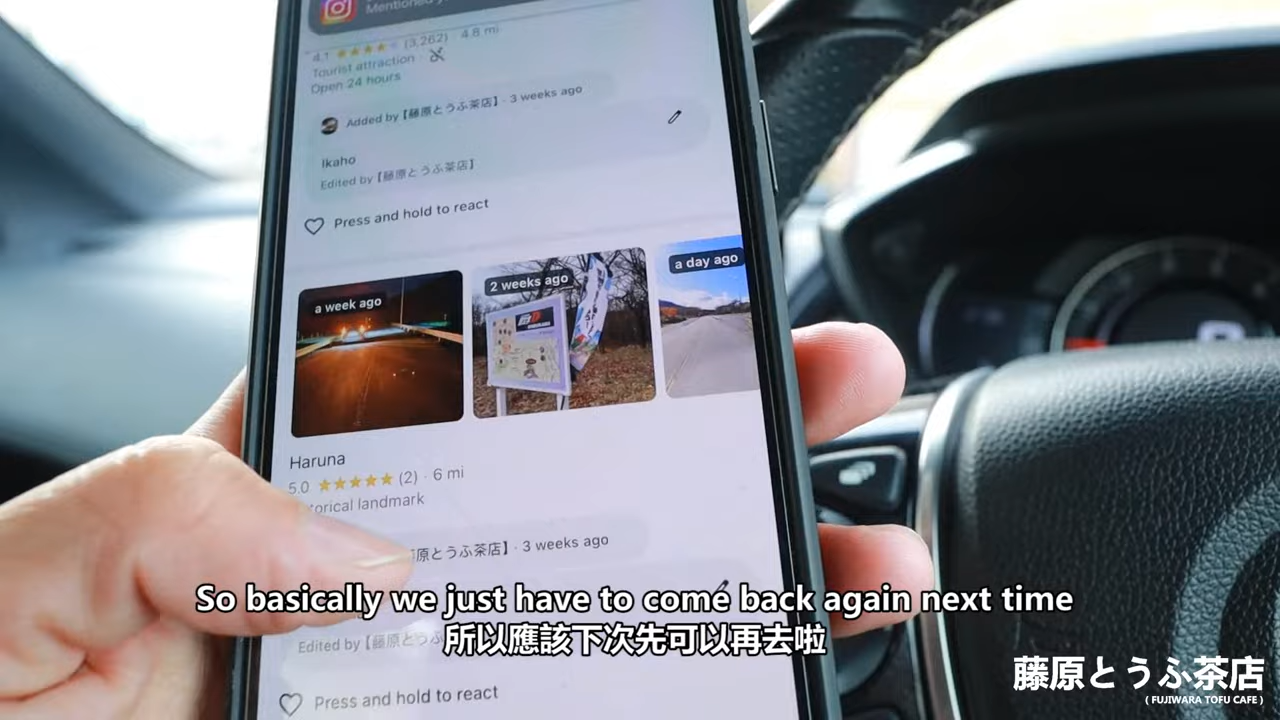 Mentioned
4.1 ★★★★ (3,262) · 4.8 mi
Tourist attraction ·
Open 24 hours
Added by【藤原とうふ茶店】· 3 weeks ago
Ikaho
Edited by【藤原とうふ茶店】
Press and hold to react
a week ago
2 weeks ago
a day ago
Haruna
5.0 ★★★★★ (2) · 6 mi
torical landmark
原とうふ茶店】· 3 weeks ago
So basically we just have to come back again next time
所以應該下次先可以再去啦
Edited by【藤原とうふ
Press and hold to react
藤原とうふ茶店
( FUJIWARA TOFU CAFE )